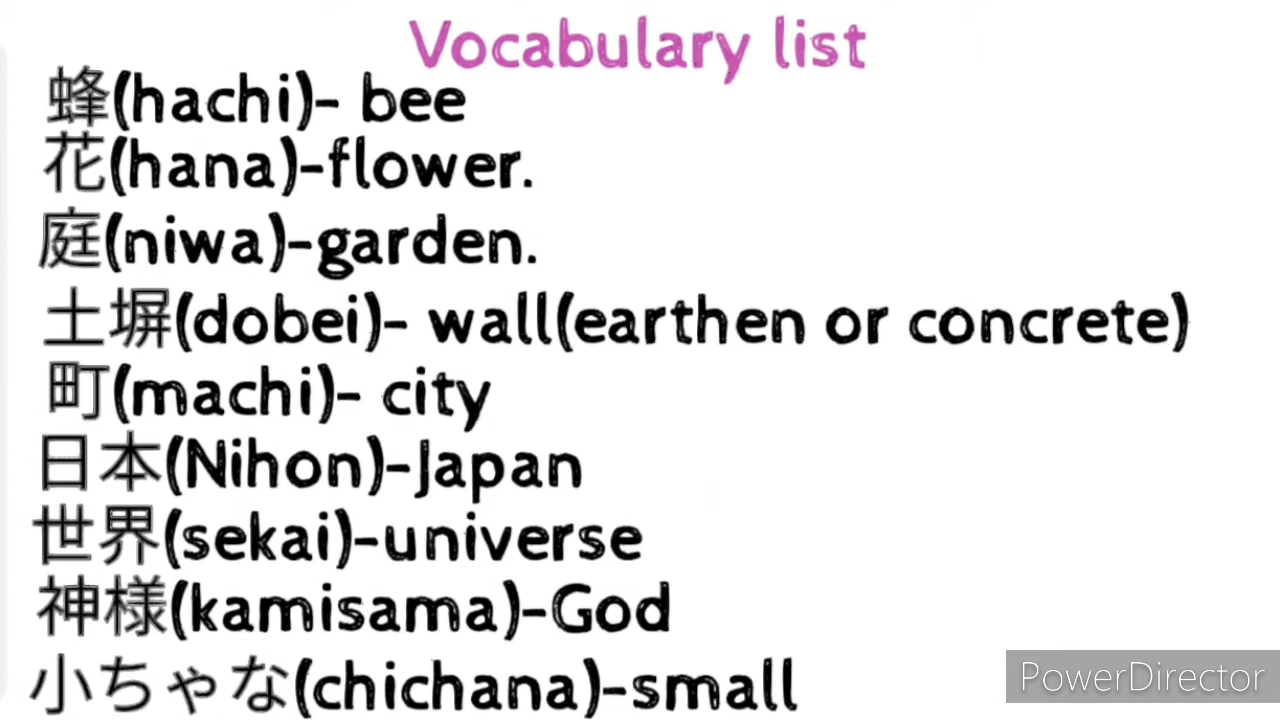 Vocabulary list
蜂(hachi)- bee
花(hana)-flower.
庭(niwa)-garden.
土塀(dobei)- wall(earthen or concrete)
町(machi)- city
日本(Nihon)-Japan
世界(sekai)-universe
神様(kamisama)-God
小ちゃな(chichana)-small
PowerDirector